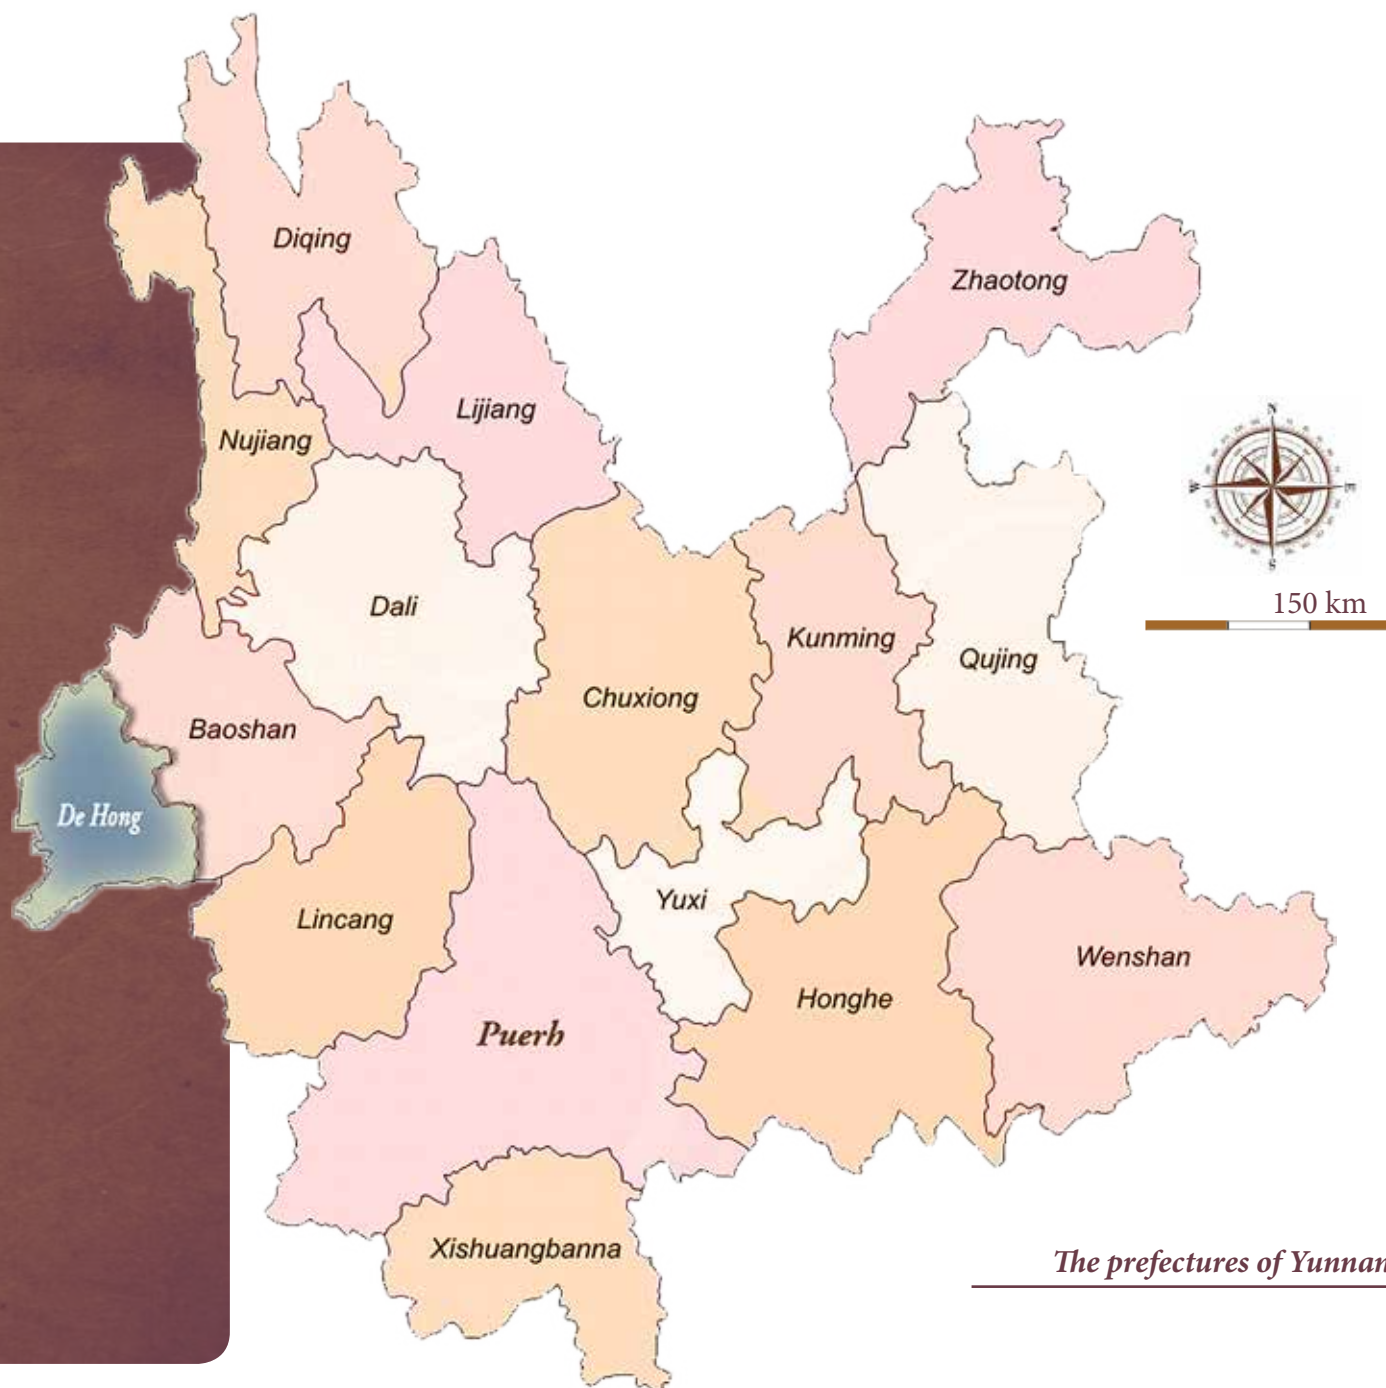 Diqing
Zhaotong
Lijiang
Nujiang
N
W
E
S
150 km
Dali
Kunming
Qujing
Chuxiong
Baoshan
De Hong
Yuxi
Lincang
Wenshan
Honghe
Puerh
Xishuangbanna
The prefectures of Yunnan